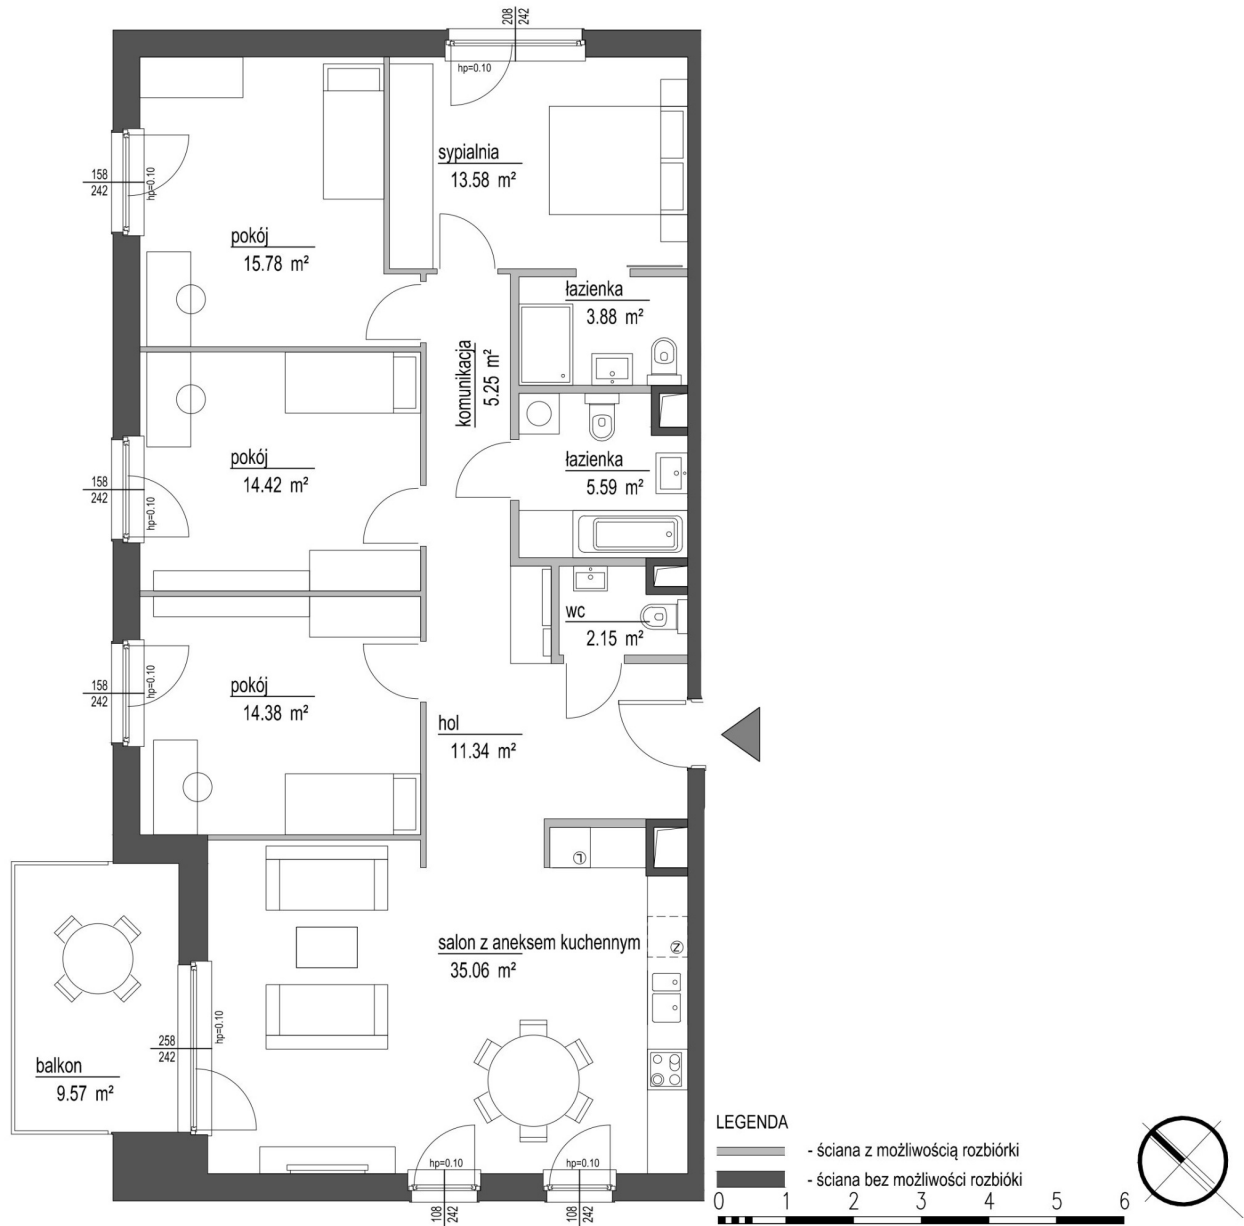 208
242
hp=0.10
sypialnia
13.58 m²
158
242
hp=0.10
pokój
15.78 m²
łazienka
3.88 m²
komunikacja
5.25 m²
pokój
14.42 m²
158
242
hp=0.10
łazienka
5.59 m²
wc
2.15 m²
158
242
hp=0.10
pokój
14.38 m²
hol
11.34 m²
L
salon z aneksem kuchennym
35.06 m²
Z
258
242
hp=0.10
balkon
9.57 m²
hp=0.10
108
242
hp=0.10
108
242
LEGENDA
- ściana z możliwością rozbiórki
- ściana bez możliwości rozbióki
0 1 2 3 4 5 6